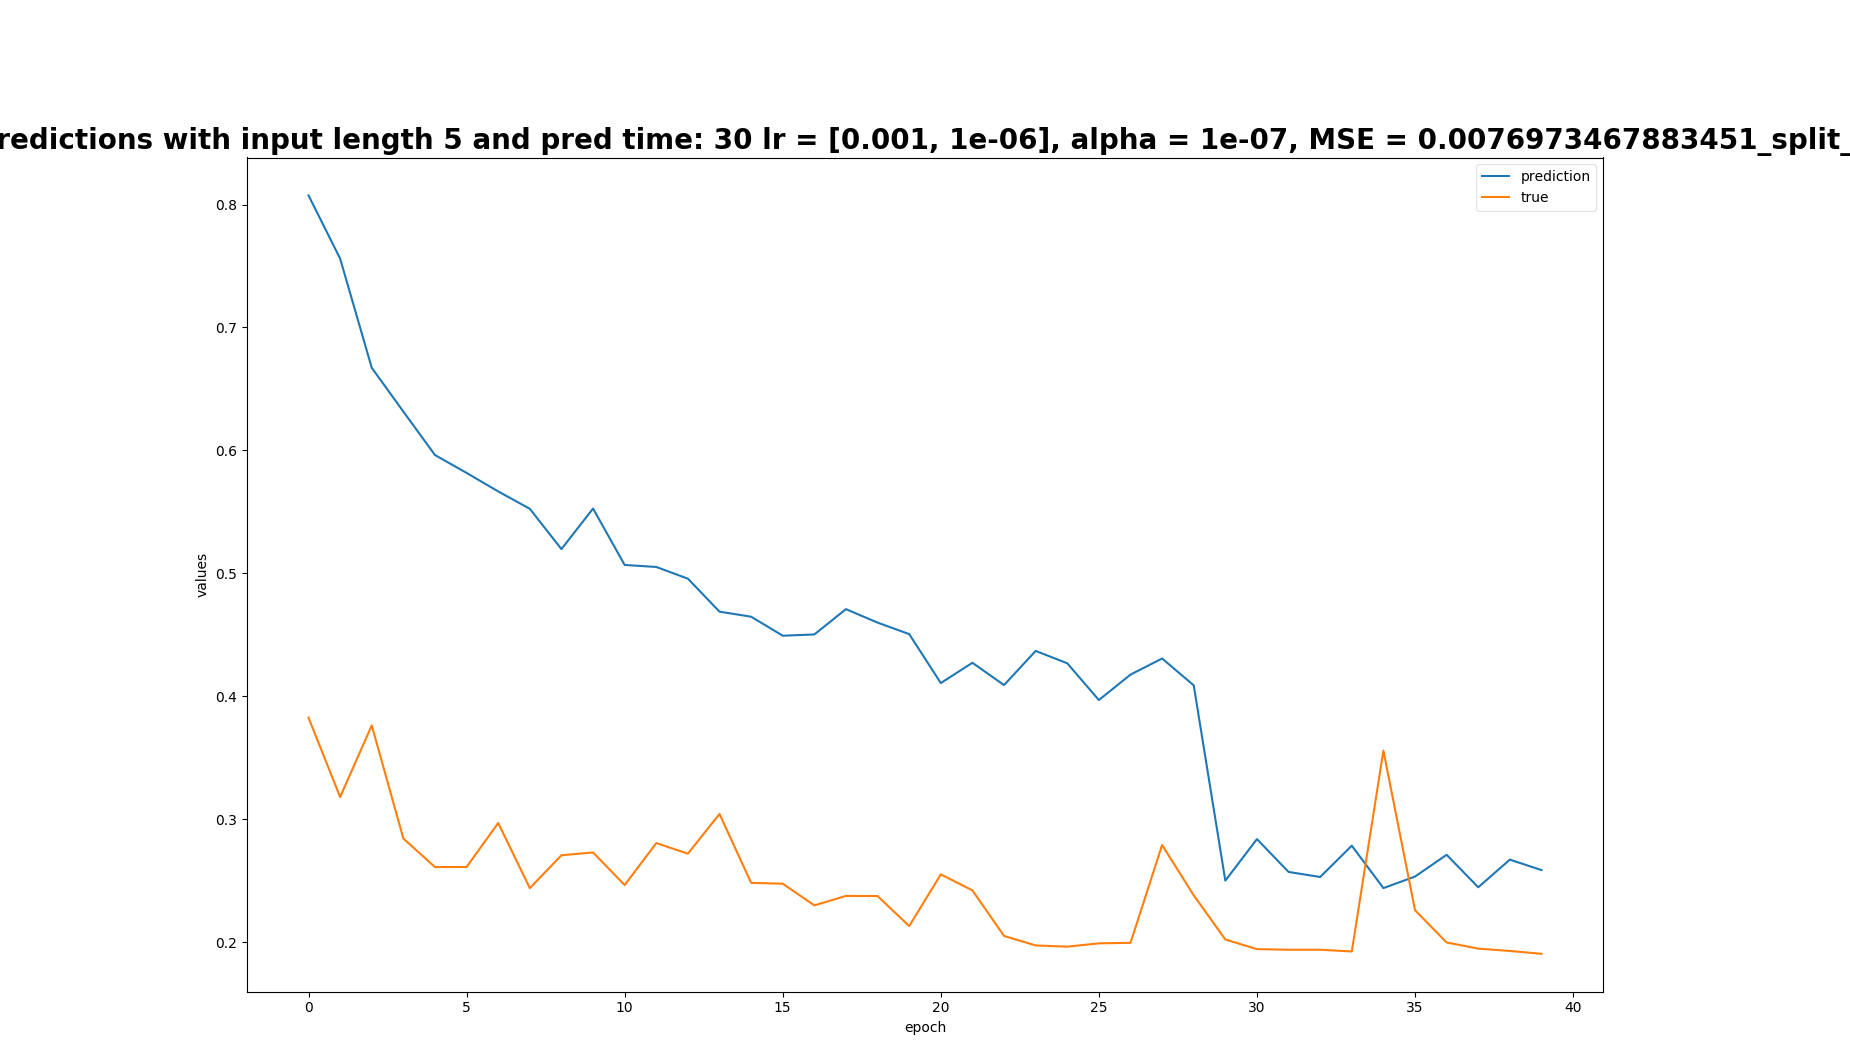 redictions with input length 5 and pred time: 30 lr = [0.001, 1e-06], alpha = 1e-07, MSE = 0.0076973467883451_split_
prediction
true
0.8
0.7
0.6
0.5
0.4
0.3
0.2
values
0 5 10 15 20 25 30 35 40
epoch